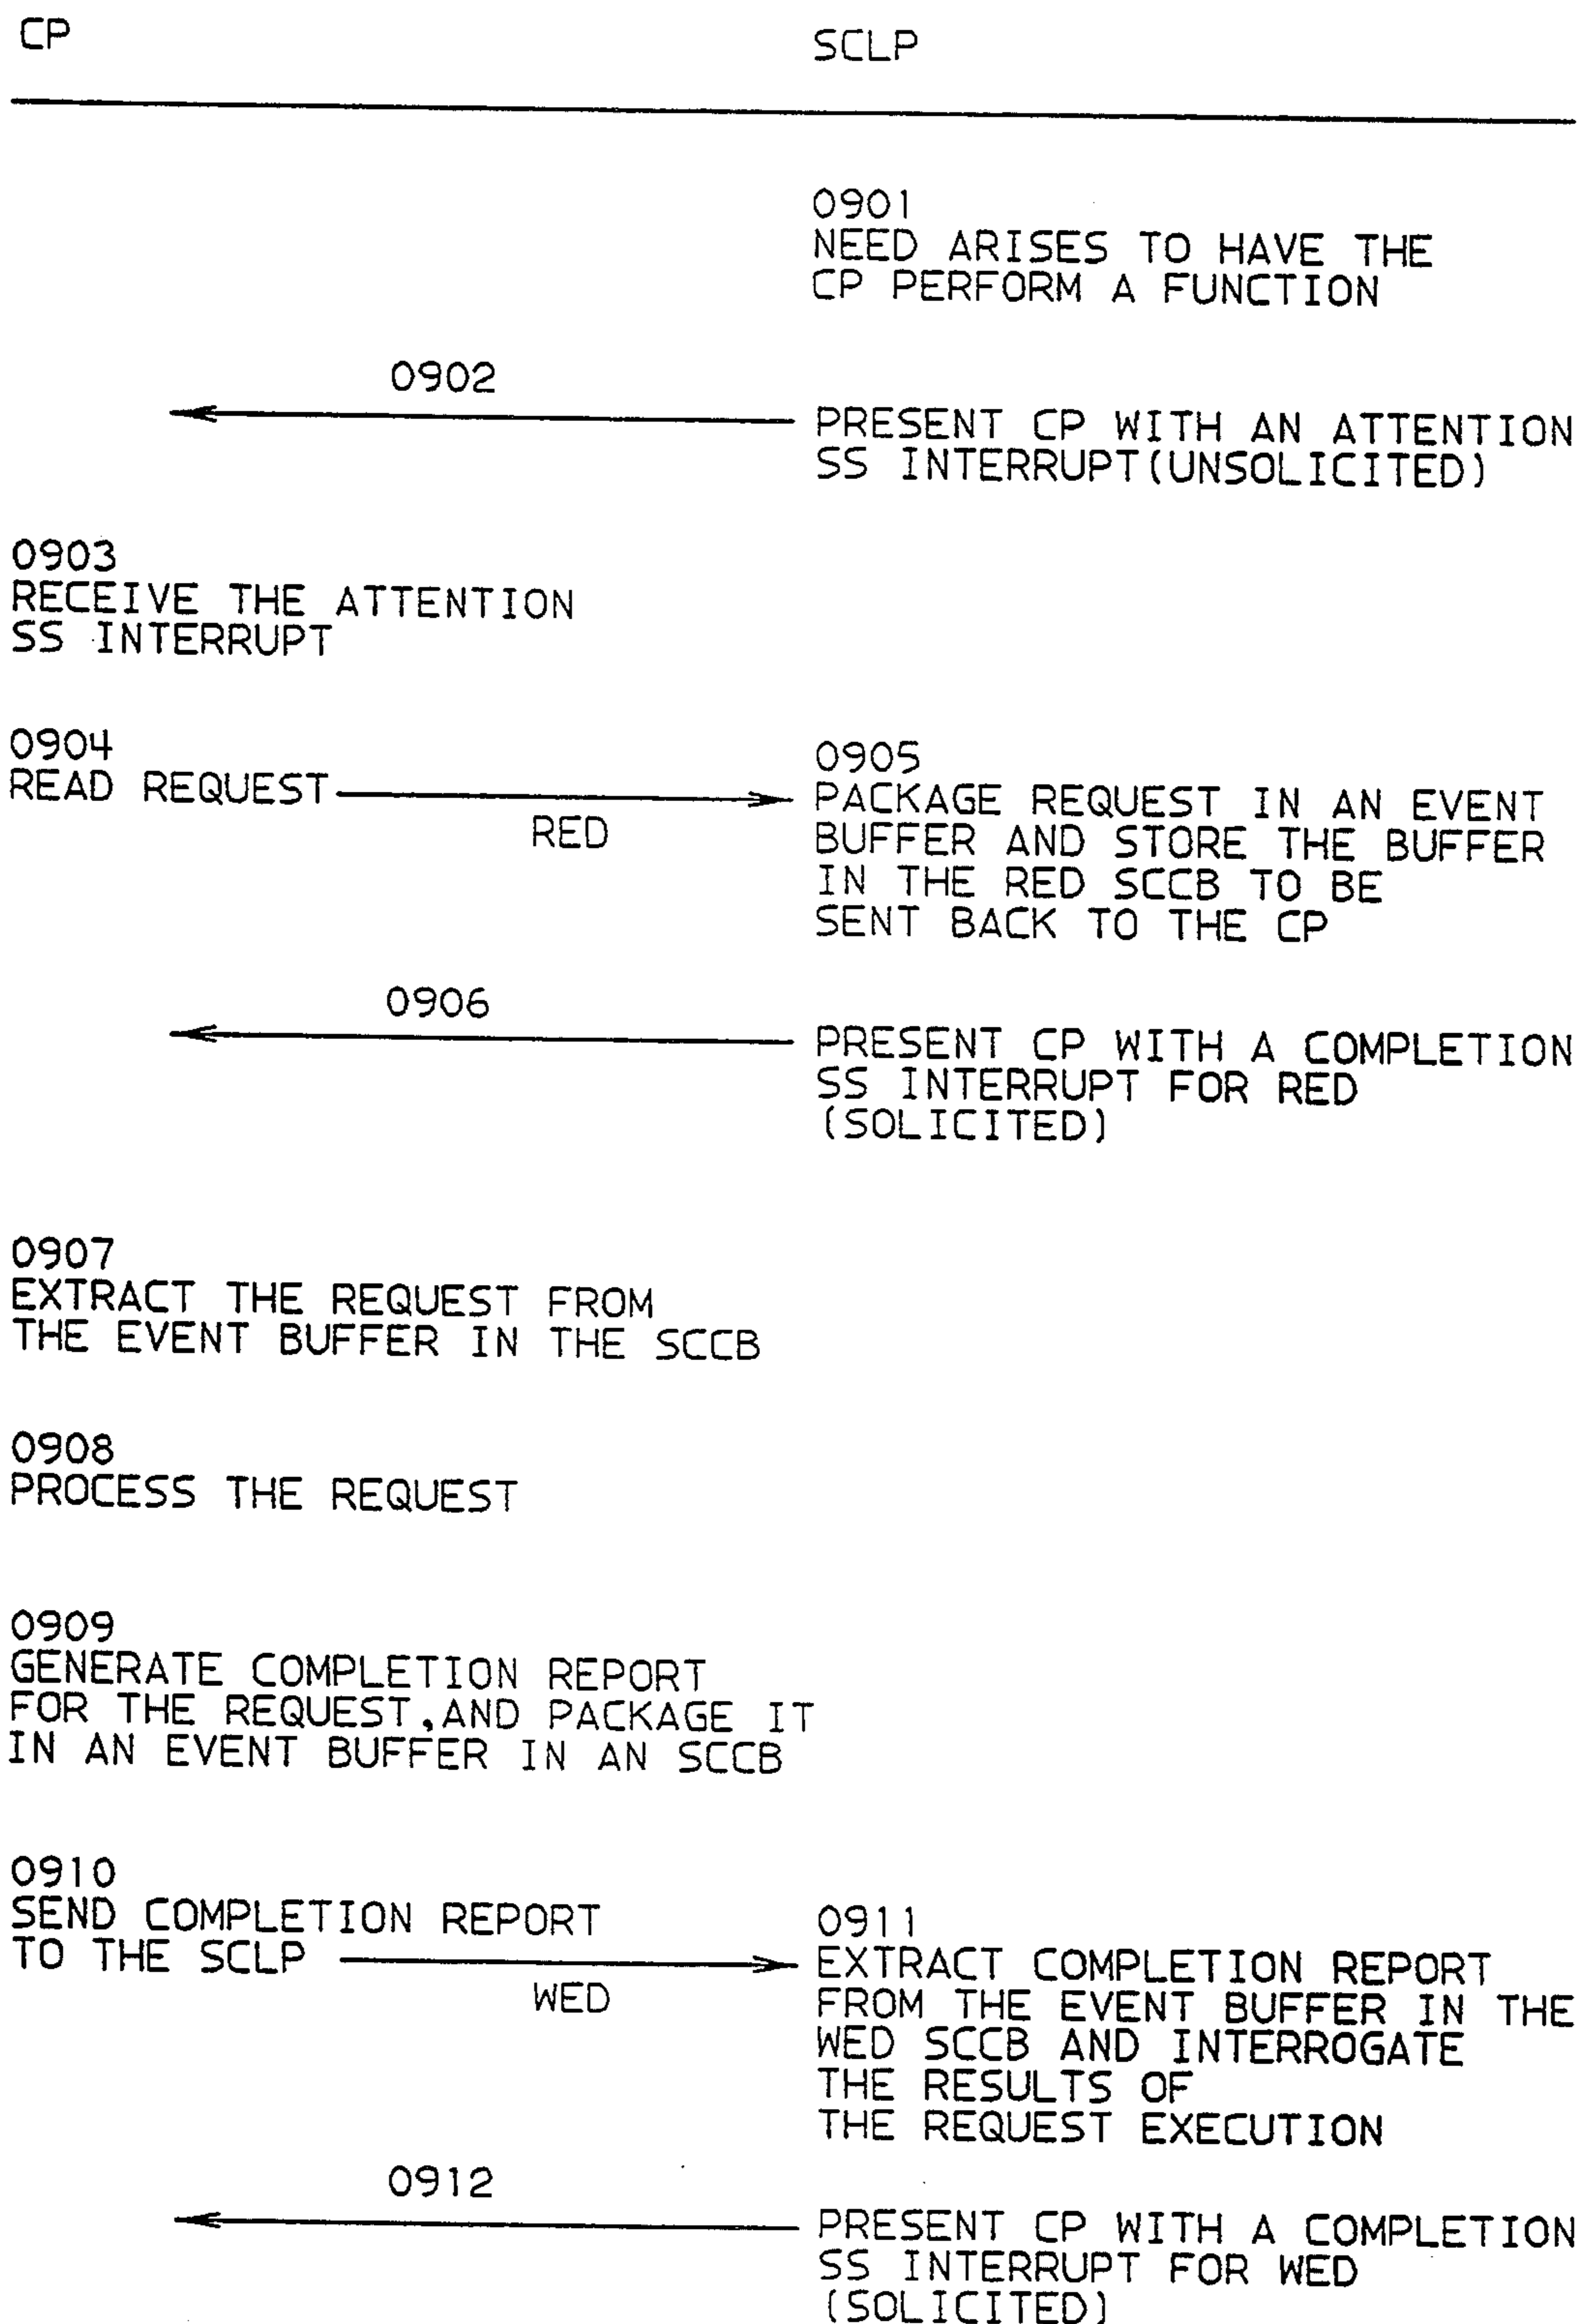 CP
SCLP
0901
NEED ARISES TO HAVE THE
CP PERFORM A FUNCTION
0902
PRESENT CP WITH AN ATTENTION
SS INTERRUPT(UNSOLICITED)
0903
RECEIVE THE ATTENTION
SS INTERRUPT
0904
READ REQUEST
RED
0905
PACKAGE REQUEST IN AN EVENT
BUFFER AND STORE THE BUFFER
IN THE RED SCCB TO BE
SENT BACK TO THE CP
0906
PRESENT CP WITH A COMPLETION
SS INTERRUPT FOR RED
(SOLICITED)
0907
EXTRACT THE REQUEST FROM
THE EVENT BUFFER IN THE SCCB
0908
PROCESS THE REQUEST
0909
GENERATE COMPLETION REPORT
FOR THE REQUEST,AND PACKAGE IT
IN AN EVENT BUFFER IN AN SCCB
0910
SEND COMPLETION REPORT
TO THE SCLP
WED
0911
EXTRACT COMPLETION REPORT
FROM THE EVENT BUFFER IN THE
WED SCCB AND INTERROGATE
THE RESULTS OF
THE REQUEST EXECUTION
0912
PRESENT CP WITH A COMPLETION
SS INTERRUPT FOR WED
(SOLICITED)